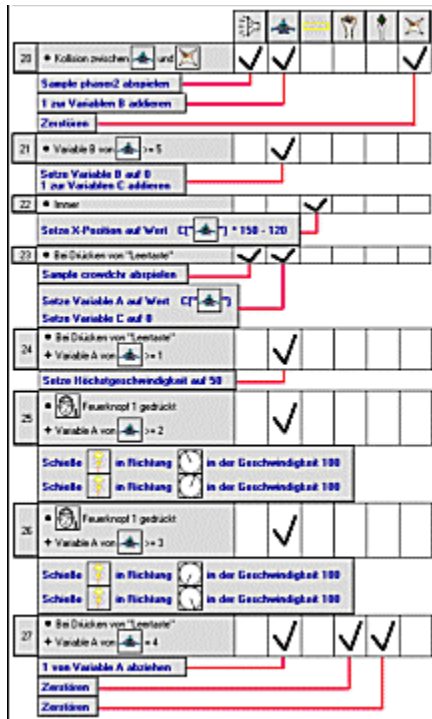 20 • Kollision zwischen und
Sample phaser2 abspielen
1 zur Variablen B addieren
Zerstören
21 • Variable B von >= 5
Setze Variable B auf 0
1 zur Variablen C addieren
22 • Immer
Setze X-Position auf Wert C("") * 150 - 120
23 • Bei Drücken von "Leertaste"
Sample crowdchr abspielen
Setze Variable A auf Wert C("")
Setze Variable C auf 0
24 • Bei Drücken von "Leertaste"
+ Variable A von >= 1
Setze Höchstgeschwindigkeit auf 50
25 • Feuerknopf 1 gedrückt
+ Variable A von >= 2
Schieße in Richtung in der Geschwindigkeit 100
Schieße in Richtung in der Geschwindigkeit 100
26 • Feuerknopf 1 gedrückt
+ Variable A von >= 3
Schieße in Richtung in der Geschwindigkeit 100
Schieße in Richtung in der Geschwindigkeit 100
27 • Bei Drücken von "Leertaste"
+ Variable A von = 4
1 von Variable A abziehen
Zerstören
Zerstören